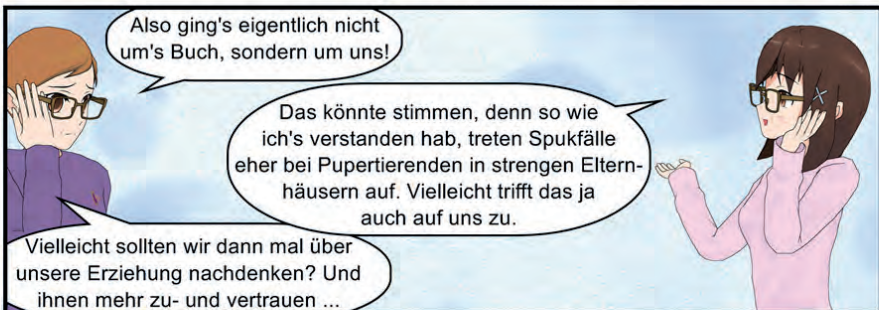 Also ging's eigentlich nicht
um's Buch, sondern um uns!
Das könnte stimmen, denn so wie
ich's verstanden hab, treten Spukfälle
eher bei Pupertierenden in strengen Eltern-
häusern auf. Vielleicht trifft das ja
auch auf uns zu.
Vielleicht sollten wir dann mal über
unsere Erziehung nachdenken? Und
ihnen mehr zu- und vertrauen ...